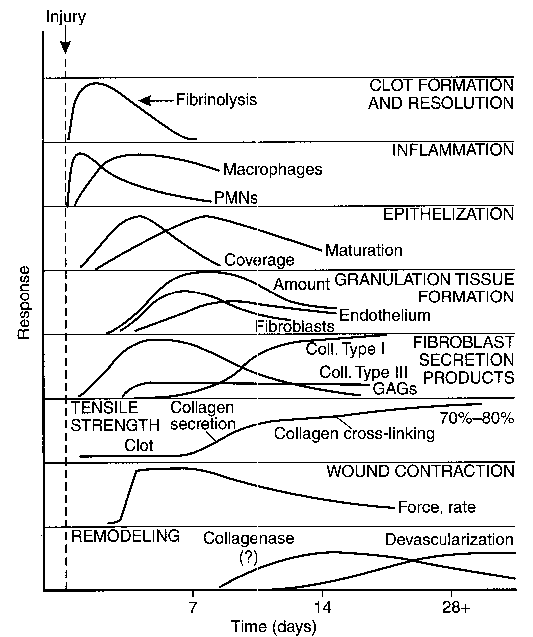 Injury
CLOT FORMATION
AND RESOLUTION
Fibrinolysis
INFLAMMATION
Macrophages
PMNs
EPITHELIZATION
Maturation
Coverage
Amount
GRANULATION TISSUE
FORMATION
Endothelium
Fibroblasts
FIBROBLAST
SECRETION
PRODUCTS
Coll. Type I
Coll. Type III
GAGs
TENSILE
STRENGTH
Collagen
secretion
70%–80%
Collagen cross-linking
Clot
WOUND CONTRACTION
Force, rate
REMODELING
Collagenase
(?)
Devascularization
Response
7
14
28+
Time (days)